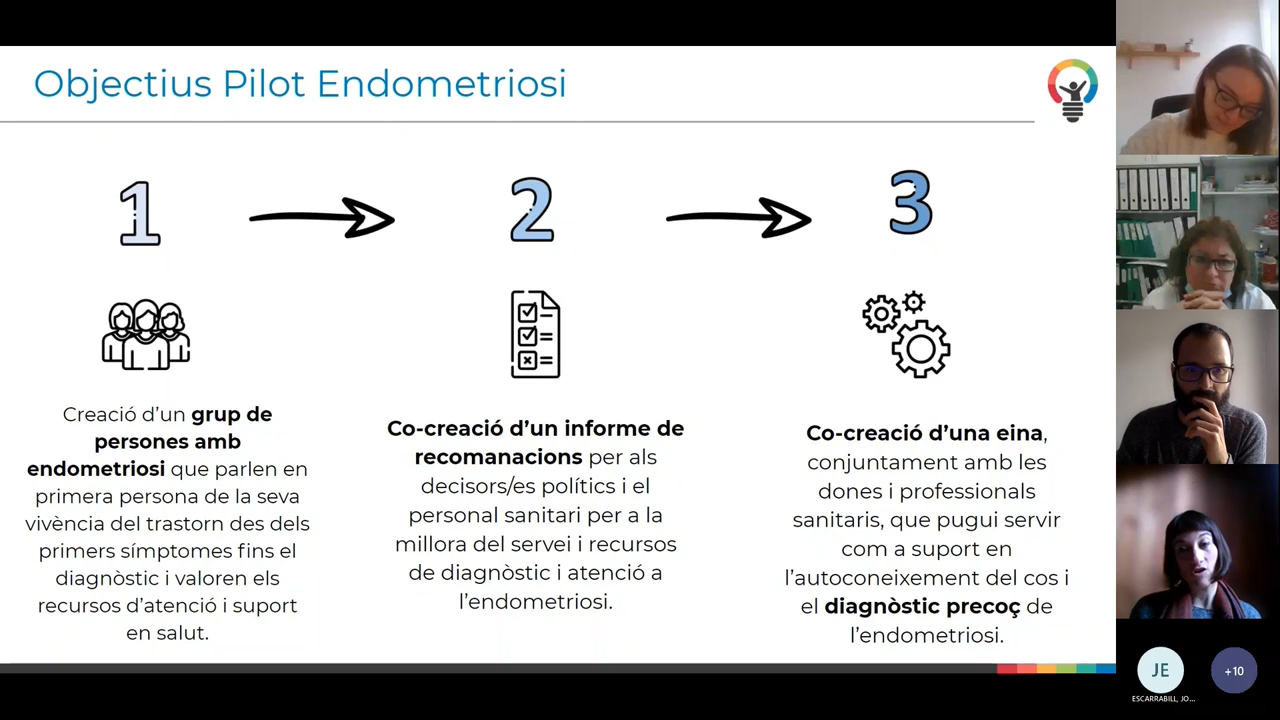 Objectius Pilot Endometriosi
1
2
3
Creació d’un grup de
persones amb
endometriosi que parlen en
primera persona de la seva
vivència del trastorn des dels
primers símptomes fins el
diagnòstic i valoren els
recursos d’atenció i suport
en salut.
Co-creació d’un informe de
recomanacions per als
decisors/es polítics i el
personal sanitari per a la
millora del servei i recursos
de diagnòstic i atenció a
l’endometriosi.
Co-creació d’una eina,
conjuntament amb les
dones i professionals
sanitaris, que pugui servir
com a suport en
l’autoconeixement del cos i
el diagnòstic precoç de
l’endometriosi.
JE
+10
ESCARRABILL, JO...